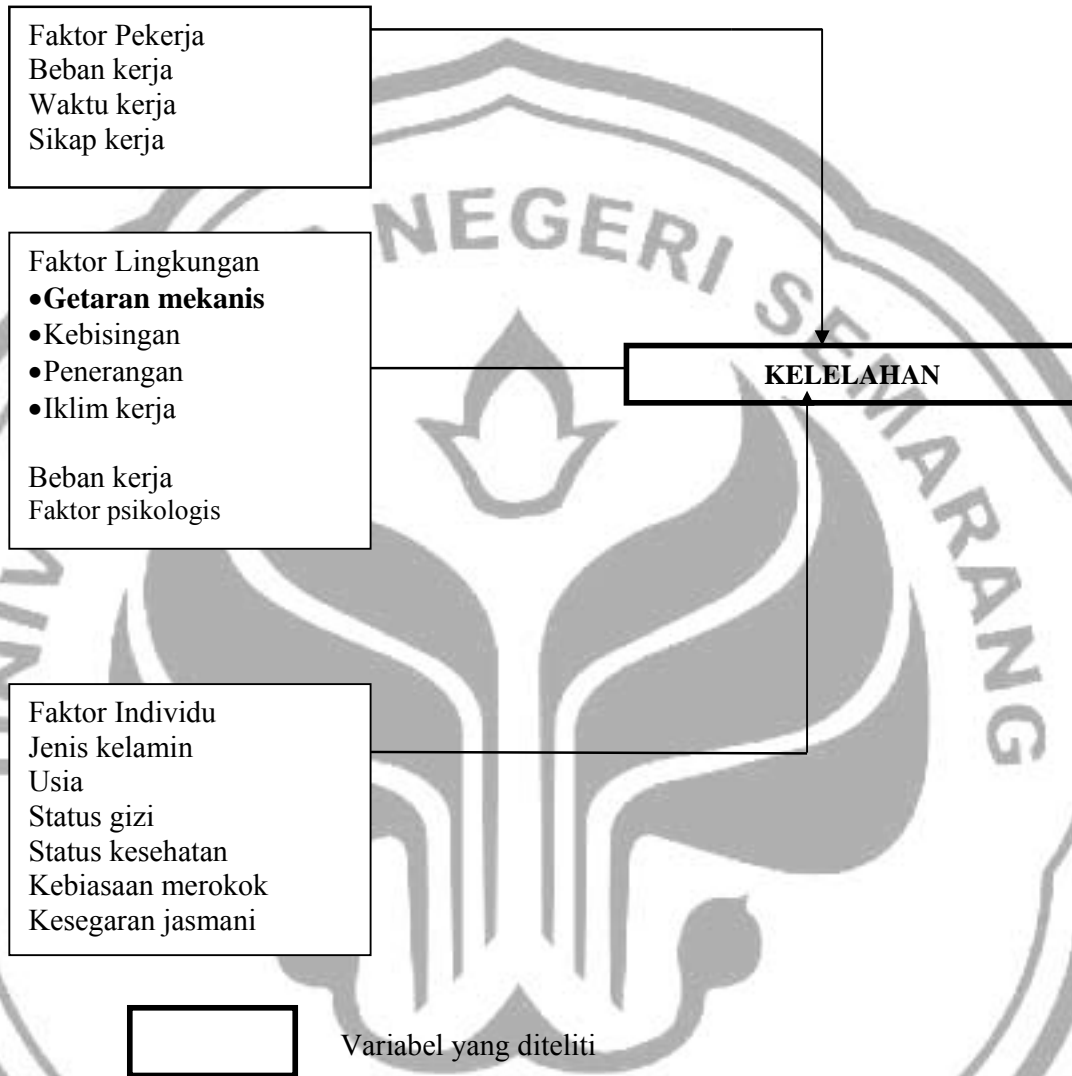 Faktor Pekerja
Beban kerja
Waktu kerja
Sikap kerja
NEGERI SEMARANG
Faktor Lingkungan
•Getaran mekanis
•Kebisingan
•Penerangan
•Iklim kerja
Beban kerja
Faktor psikologis
KELELAHAN
Faktor Individu
Jenis kelamin
Usia
Status gizi
Status kesehatan
Kebiasaan merokok
Kesegaran jasmani
Variabel yang diteliti